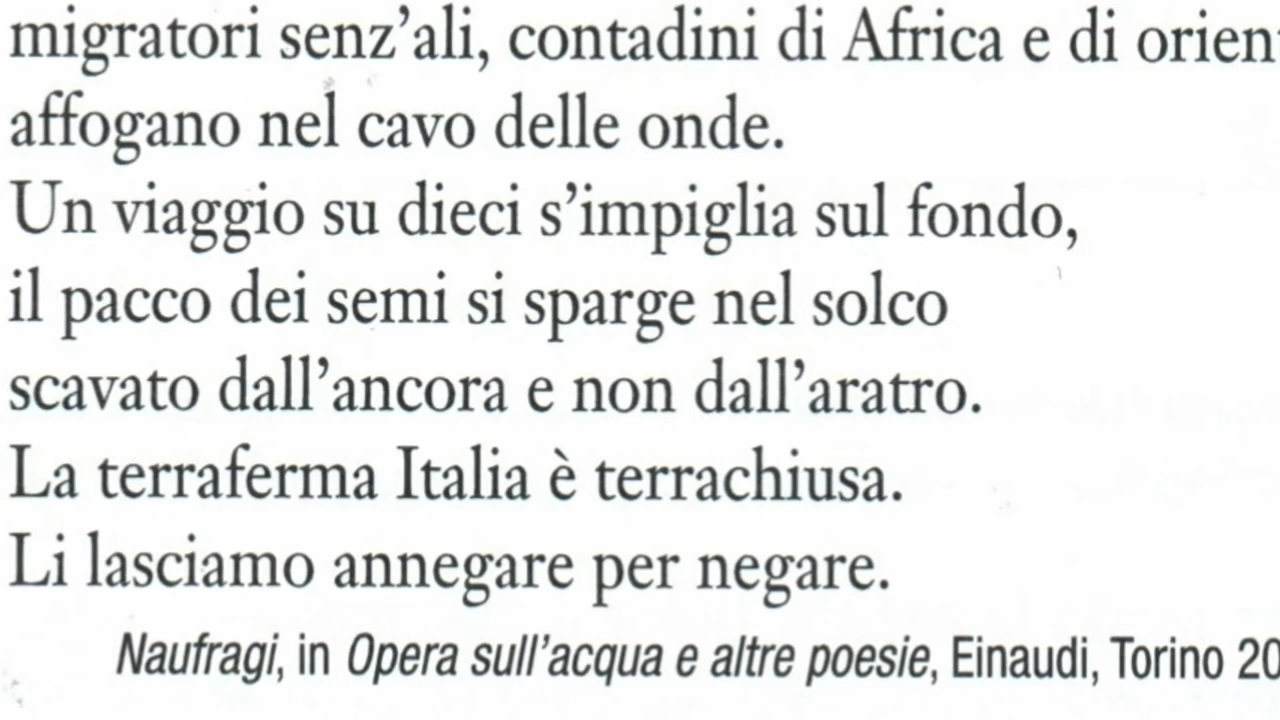 migratori senz’ali, contadini di Africa e di orien
affogano nel cavo delle onde.
Un viaggio su dieci s’impiglia sul fondo,
il pacco dei semi si sparge nel solco
scavato dall’ancora e non dall’aratro.
La terraferma Italia è terrachiusa.
Li lasciamo annegare per negare.
Naufragi, in Opera sull’acqua e altre poesie, Einaudi, Torino 20